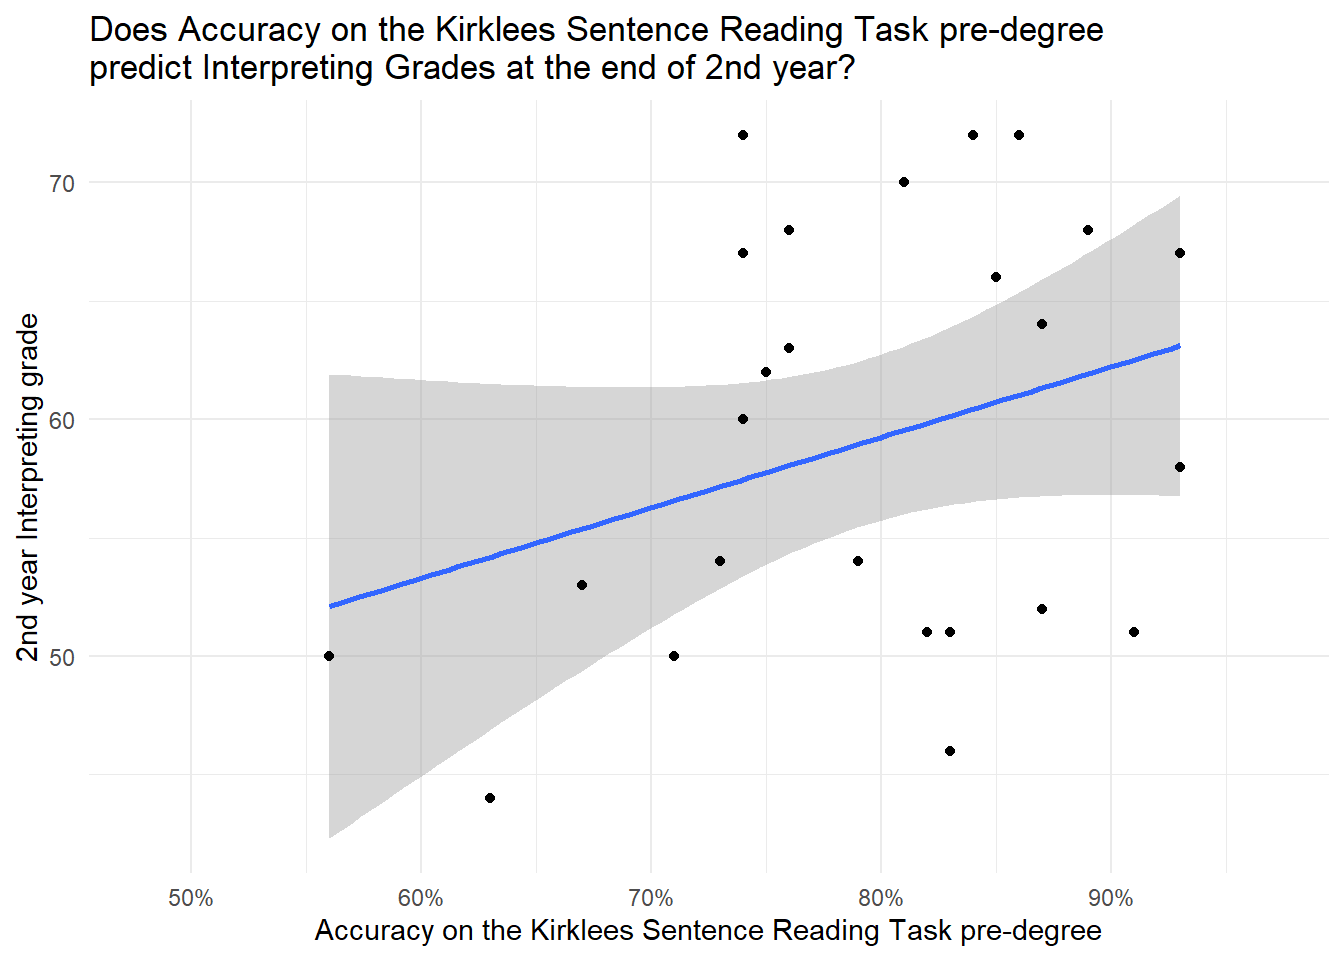 Does Accuracy on the Kirklees Sentence Reading Task pre-degree
predict Interpreting Grades at the end of 2nd year?
2nd year Interpreting grade
70
60
50
50%
60%
70%
80%
90%
Accuracy on the Kirklees Sentence Reading Task pre-degree